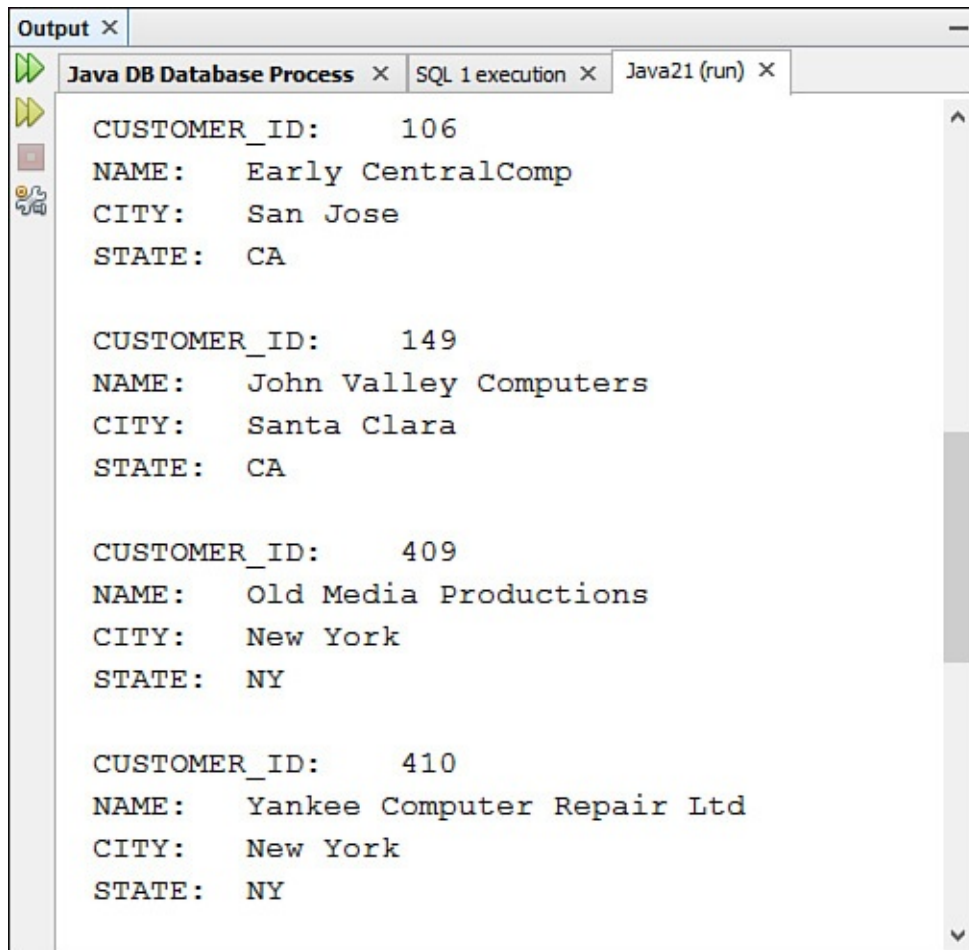 Output
Java DB Database Process SQL 1 execution Java21 (run)
CUSTOMER_ID: 106
NAME: Early CentralComp
CITY: San Jose
STATE: CA
CUSTOMER_ID: 149
NAME: John Valley Computers
CITY: Santa Clara
STATE: CA
CUSTOMER_ID: 409
NAME: Old Media Productions
CITY: New York
STATE: NY
CUSTOMER_ID: 410
NAME: Yankee Computer Repair Ltd
CITY: New York
STATE: NY